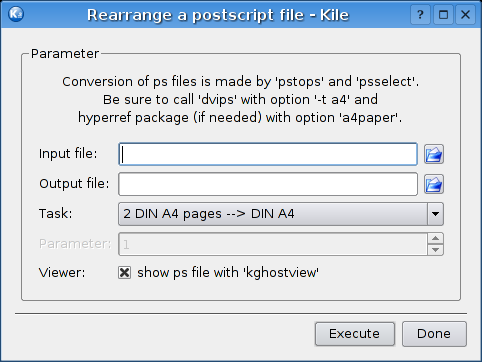 Rearrange a postscript file - Kile
Parameter
Conversion of ps files is made by 'pstops' and 'psselect'.
Be sure to call 'dvips' with option '-t a4' and
hyperref package (if needed) with option 'a4paper'.
Input file:
Output file:
Task: 2 DIN A4 pages --> DIN A4
Parameter: 1
Viewer: show ps file with 'kghostview'
Execute Done